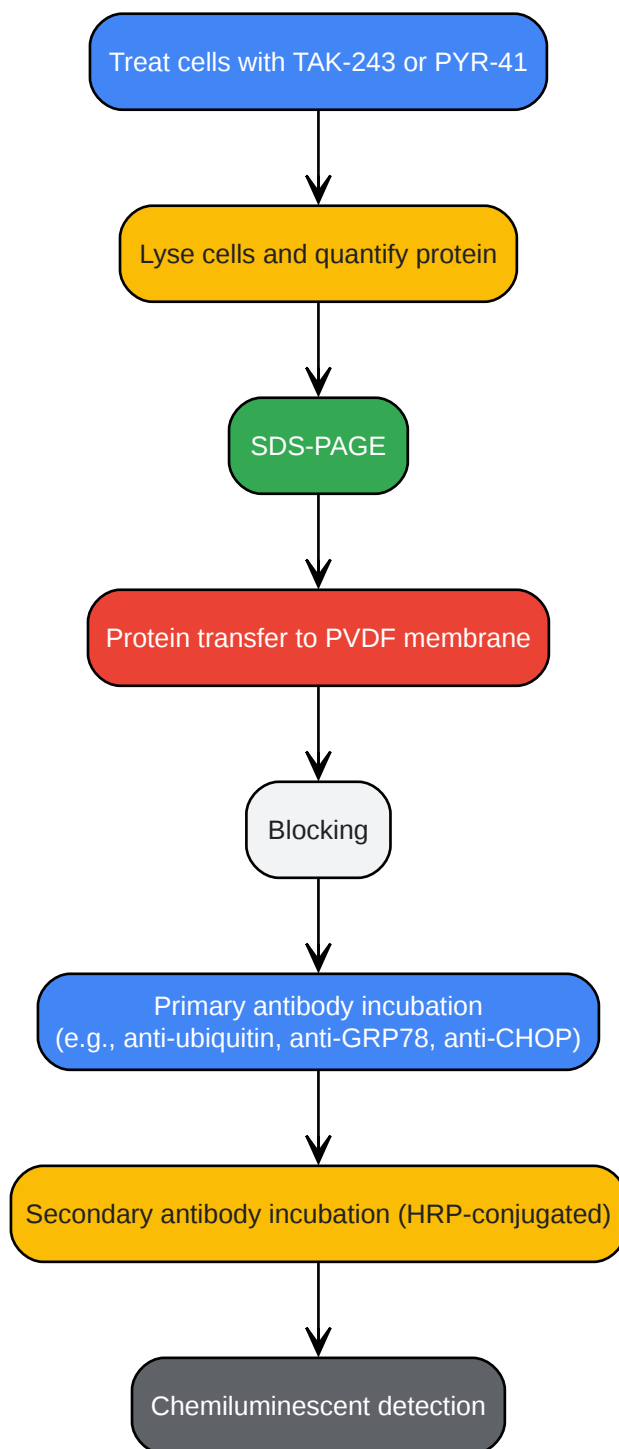 Treat cells with TAK-243 or PYR-41
Lyse cells and quantify protein
SDS-PAGE
Protein transfer to PVDF membrane
Blocking
Primary antibody incubation
(e.g., anti-ubiquitin, anti-GRP78, anti-CHOP)
Secondary antibody incubation (HRP-conjugated)
Chemiluminescent detection